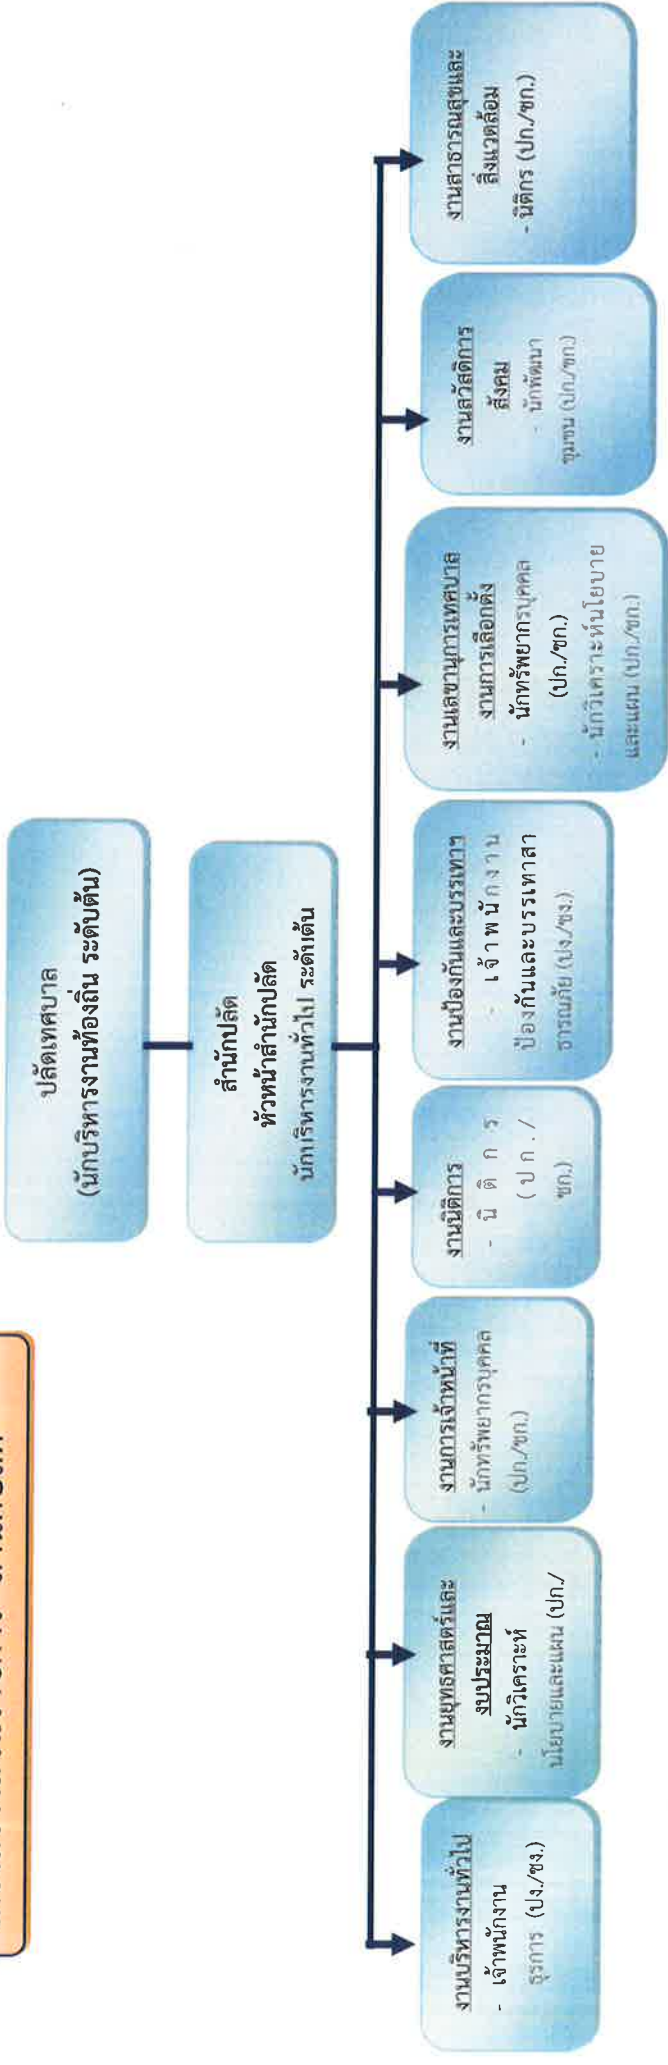 ปลัดเทศบาล
(นักบริหารงานท้องถิ่น ระดับต้น)
สำนักปลัด
หัวหน้าสำนักปลัด
นักบริหารงานทั่วไป ระดับต้น
งานบริหารงานทั่วไป
- เจ้าพนักงาน
ธุรการ (ปง./ชง.)
งานยุทธศาสตร์และ
งบประมาณ
- นักวิเคราะห์
นโยบายและแผน (ปก./
งานการเจ้าหน้าที่
- นักทรัพยากรบุคคล
(ปก./ชก.)
งานนิติการ
- นิติกร
(ปก./
ชก.)
งานป้องกันและบรรเทาฯ
- เจ้าพนักงาน
ป้องกันและบรรเทาสา
ธารณภัย (ปง./ชง.)
งานเลขานุการเทศบาล
งานการเลือกตั้ง
- นักทรัพยากรบุคคล
(ปก./ชก.)
- นักวิเคราะห์นโยบาย
และแผน (ปก./ชก.)
งานสวัสดิการ
สังคม
- นักพัฒนา
ชุมชน (ปก./ชก.)
งานสาธารณสุขและ
สิ่งแวดล้อม
- นิติกร (ปก./ชก.)